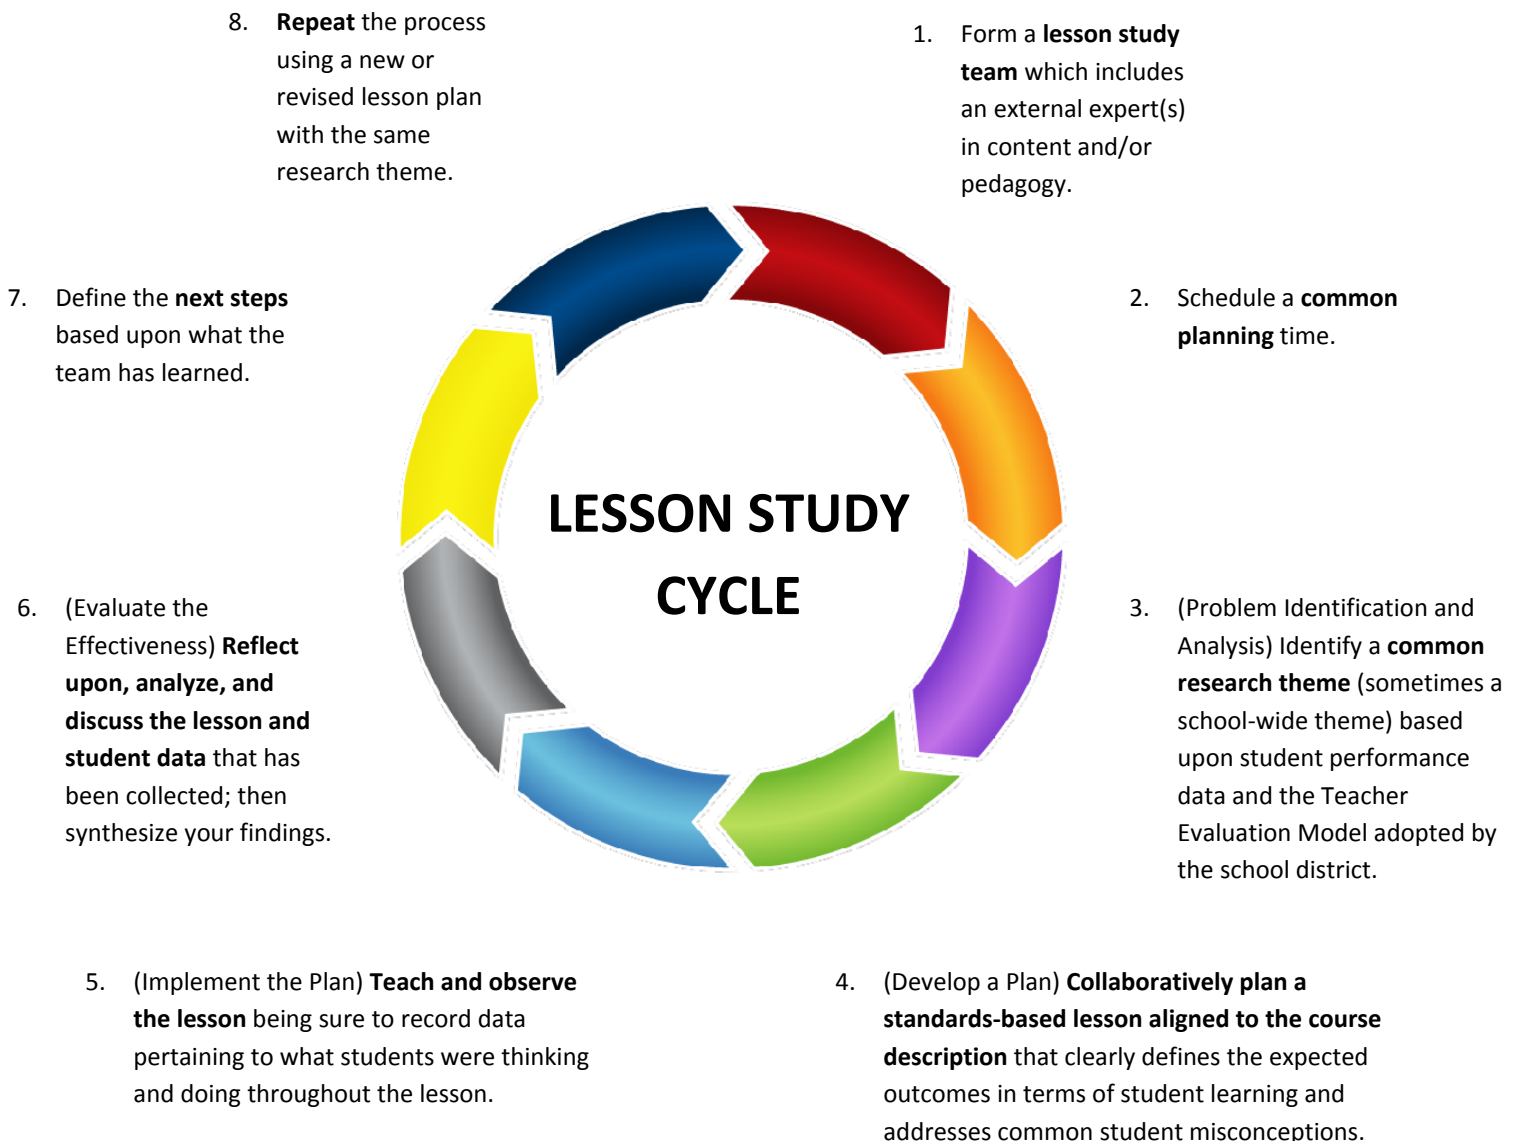 8. Repeat the process
using a new or
revised lesson plan
with the same
research theme.
1. Form a lesson study
team which includes
an external expert(s)
in content and/or
pedagogy.
7. Define the next steps
based upon what the
team has learned.
2. Schedule a common
planning time.
LESSON STUDY
CYCLE
6. (Evaluate the
Effectiveness) Reflect
upon, analyze, and
discuss the lesson and
student data that has
been collected; then
synthesize your findings.
3. (Problem Identification and
Analysis) Identify a common
research theme (sometimes a
school-wide theme) based
upon student performance
data and the Teacher
Evaluation Model adopted by
the school district.
5. (Implement the Plan) Teach and observe
the lesson being sure to record data
pertaining to what students were thinking
and doing throughout the lesson.
4. (Develop a Plan) Collaboratively plan a
standards-based lesson aligned to the course
description that clearly defines the expected
outcomes in terms of student learning and
addresses common student misconceptions.